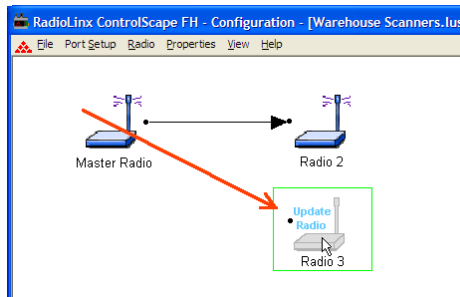 RadioLinx ControlScape FH - Configuration - [Warehouse Scanners.lus
File Port Setup Radio Properties View Help
Master Radio
Radio 2
Update
Radio
Radio 3